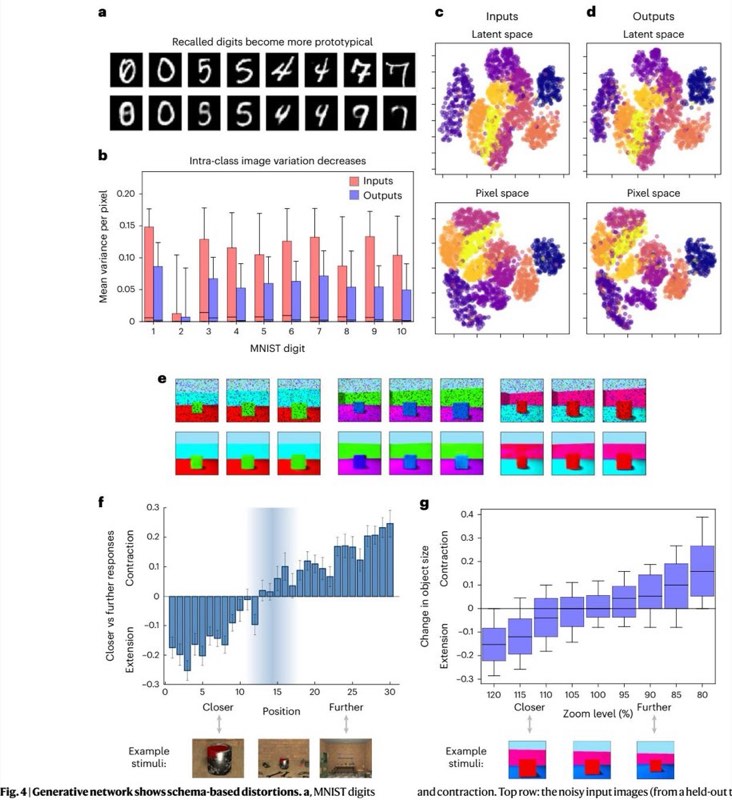 a
Recalled digits become more prototypical
b
Intra-class image variation decreases
Inputs
Outputs
Mean variance per pixel
0.20
0.15
0.10
0.05
0
1 2 3 4 5 6 7 8 9 10
MNIST digit
c Inputs
Latent space
Pixel space
d Outputs
Latent space
Pixel space
e
f
Closer vs further responses
Extension Contraction
0.3
0.2
0.1
0
–0.1
–0.2
–0.3
0 5 10 15 20 25 30
Closer Position Further
Example
stimuli:
g
Change in object size
Extension Contraction
0.4
0.3
0.2
0.1
0
–0.1
–0.2
–0.3
120 115 110 105 100 95 90 85 80
Closer Zoom level (%) Further
Example
stimuli:
Fig. 4 | Generative network shows schema-based distortions. a, MNIST digits
and contraction. Top row: the noisy input images (from a held-out t